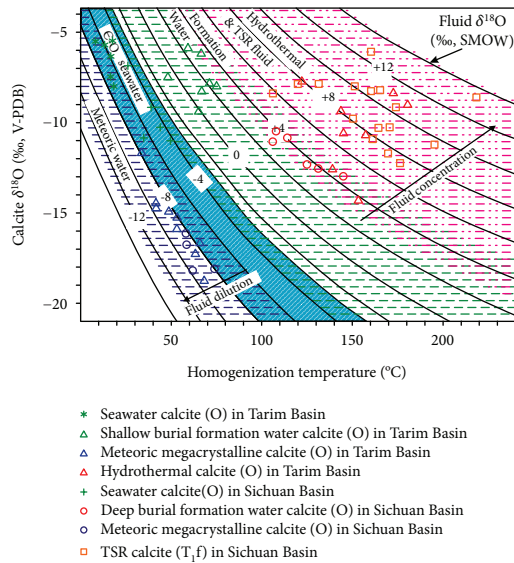 Fluid δ¹⁸O
(‰, SMOW)
Hydrothermal
& TSR fluid
Formation
Water
seawater
Meteoric water
+12
+8
4
0
-4
-8
-12
Fluid concentration
Fluid dilution
Calcite δ¹⁸O (‰, V-PDB)
-5
-10
-15
-20
50
100
150
200
Homogenization temperature (°C)
Seawater calcite (O) in Tarim Basin
Shallow burial formation water calcite (O) in Tarim Basin
Meteoric megacrystalline calcite (O) in Tarim Basin
Hydrothermal calcite (O) in Tarim Basin
Seawater calcite(O) in Sichuan Basin
Deep burial formation water calcite (O) in Sichuan Basin
Meteoric megacrystalline calcite (O) in Sichuan Basin
TSR calcite (T₁f) in Sichuan Basin